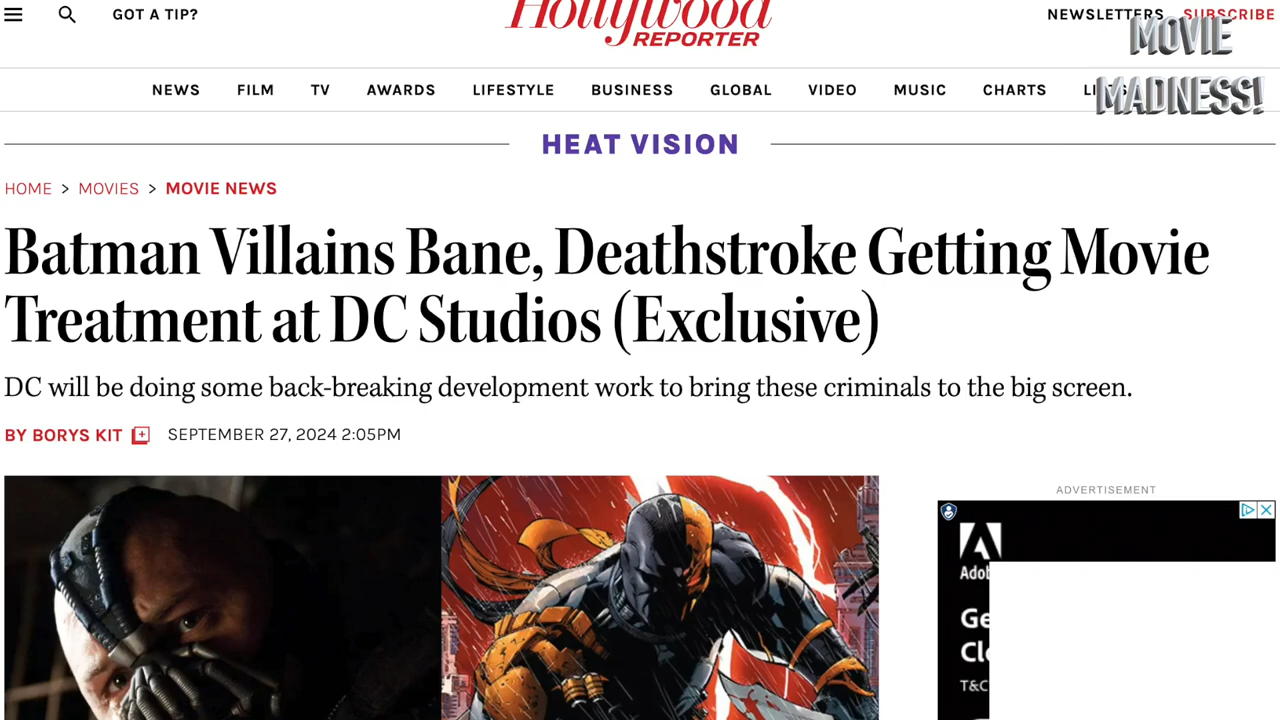 GOT A TIP?
Hollywood
REPORTER
NEWSLETTERS
SUBSCRIBE
MOVIE
MADNESS!
NEWS
FILM
TV
AWARDS
LIFESTYLE
BUSINESS
GLOBAL
VIDEO
MUSIC
CHARTS
HEAT VISION
HOME > MOVIES > MOVIE NEWS
Batman Villains Bane, Deathstroke Getting Movie
Treatment at DC Studios (Exclusive)
DC will be doing some back-breaking development work to bring these criminals to the big screen.
BY BORYS KIT
SEPTEMBER 27, 2024 2:05PM
ADVERTISEMENT
T&C